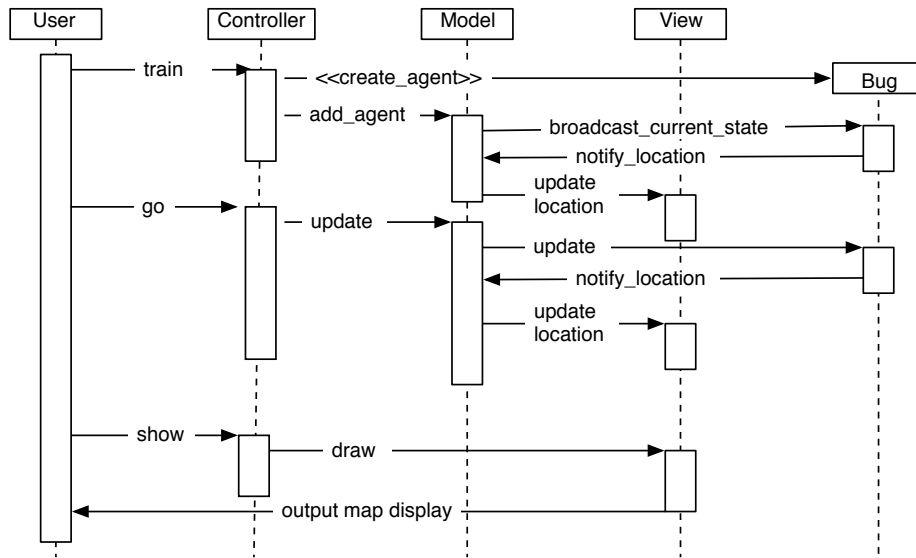 User
Controller
Model
View
train
<<create_agent>>
Bug
add_agent
broadcast_current_state
notify_location
update
location
go
update
update
notify_location
update
location
show
draw
output map display